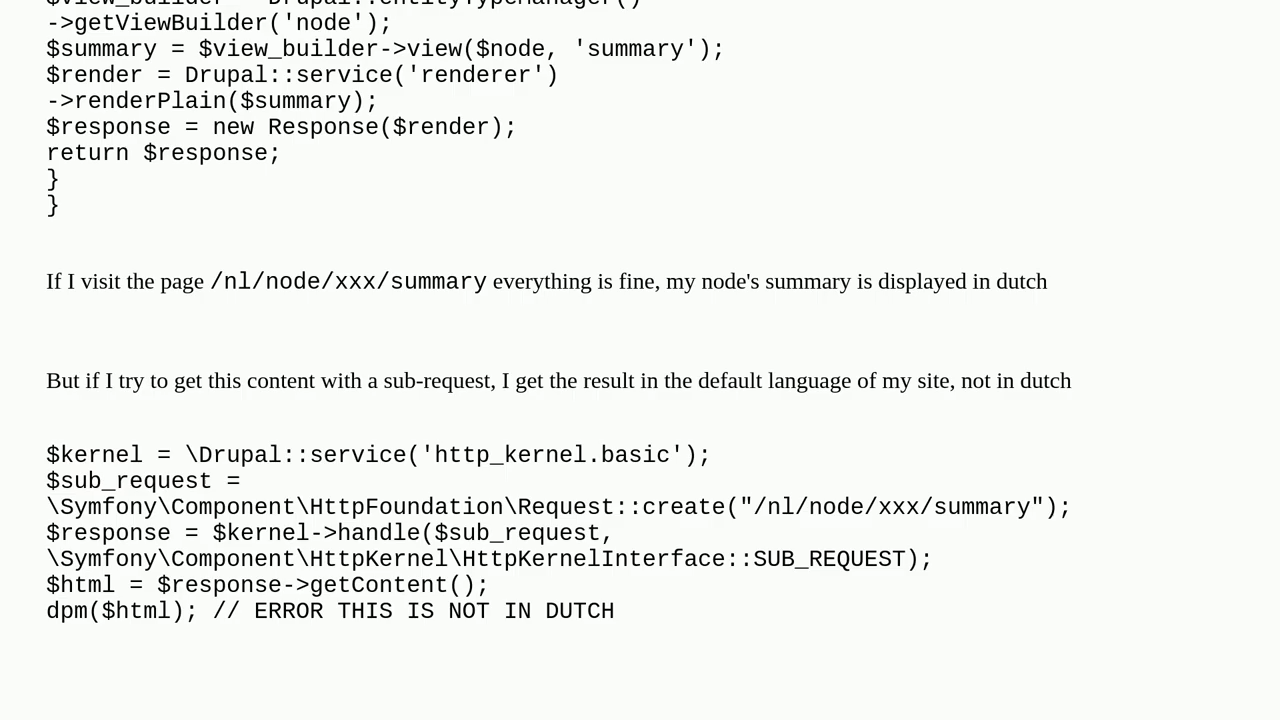 $view_builder = Drupal::entityTypeManager()
->getViewBuilder('node');
$summary = $view_builder->view($node, 'summary');
$render = Drupal::service('renderer')
->renderPlain($summary);
$response = new Response($render);
return $response;
}
}
If I visit the page /nl/node/xxx/summary everything is fine, my node's summary is displayed in dutch
But if I try to get this content with a sub-request, I get the result in the default language of my site, not in dutch
$kernel = \Drupal::service('http_kernel.basic');
$sub_request =
\Symfony\Component\HttpFoundation\Request::create("/nl/node/xxx/summary");
$response = $kernel->handle($sub_request,
\Symfony\Component\HttpKernel\HttpKernelInterface::SUB_REQUEST);
$html = $response->getContent();
dpm($html); // ERROR THIS IS NOT IN DUTCH